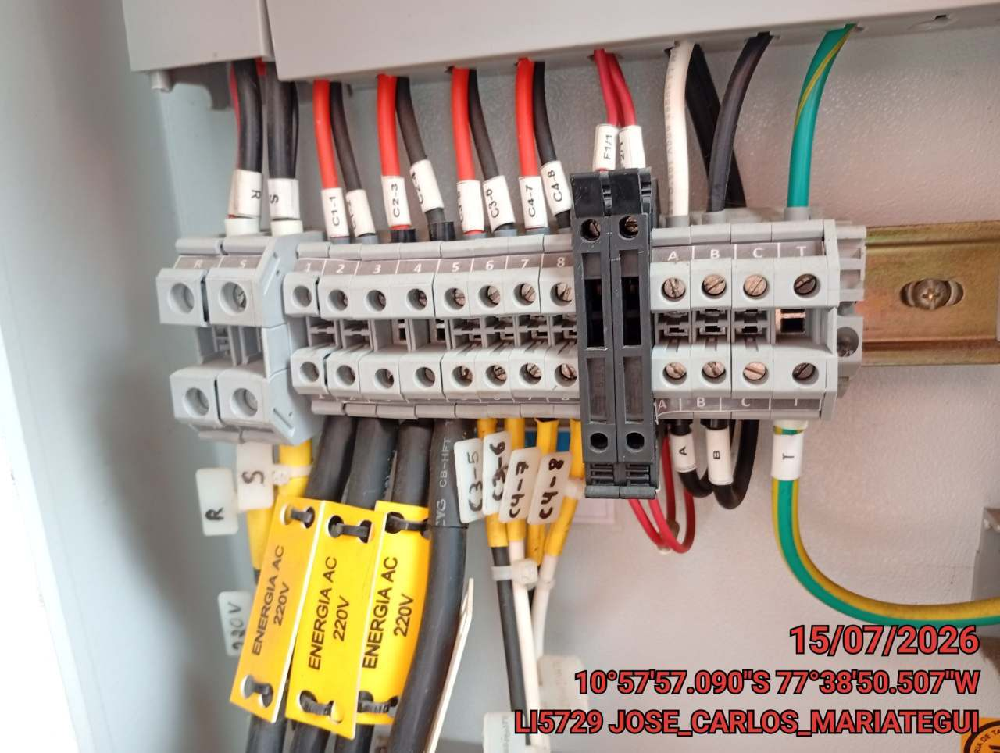 R
S
C1-1
C2-3
C3-6
C4-7
C4-8
F1/1
R S
1 2 3 4 5 6 7 8
A B C T
A B C T
C3-5
C3-6
C4-7
C4-8
A
B
T
S
R
CB-HFT
220V
ENERGIA AC
220V
ENERGIA AC
220V
ENERGIA AC
220V
15/07/2026
10°57'57.090"S 77°38'50.507"W
LI5729 JOSE_CARLOS_MARIATEGUI